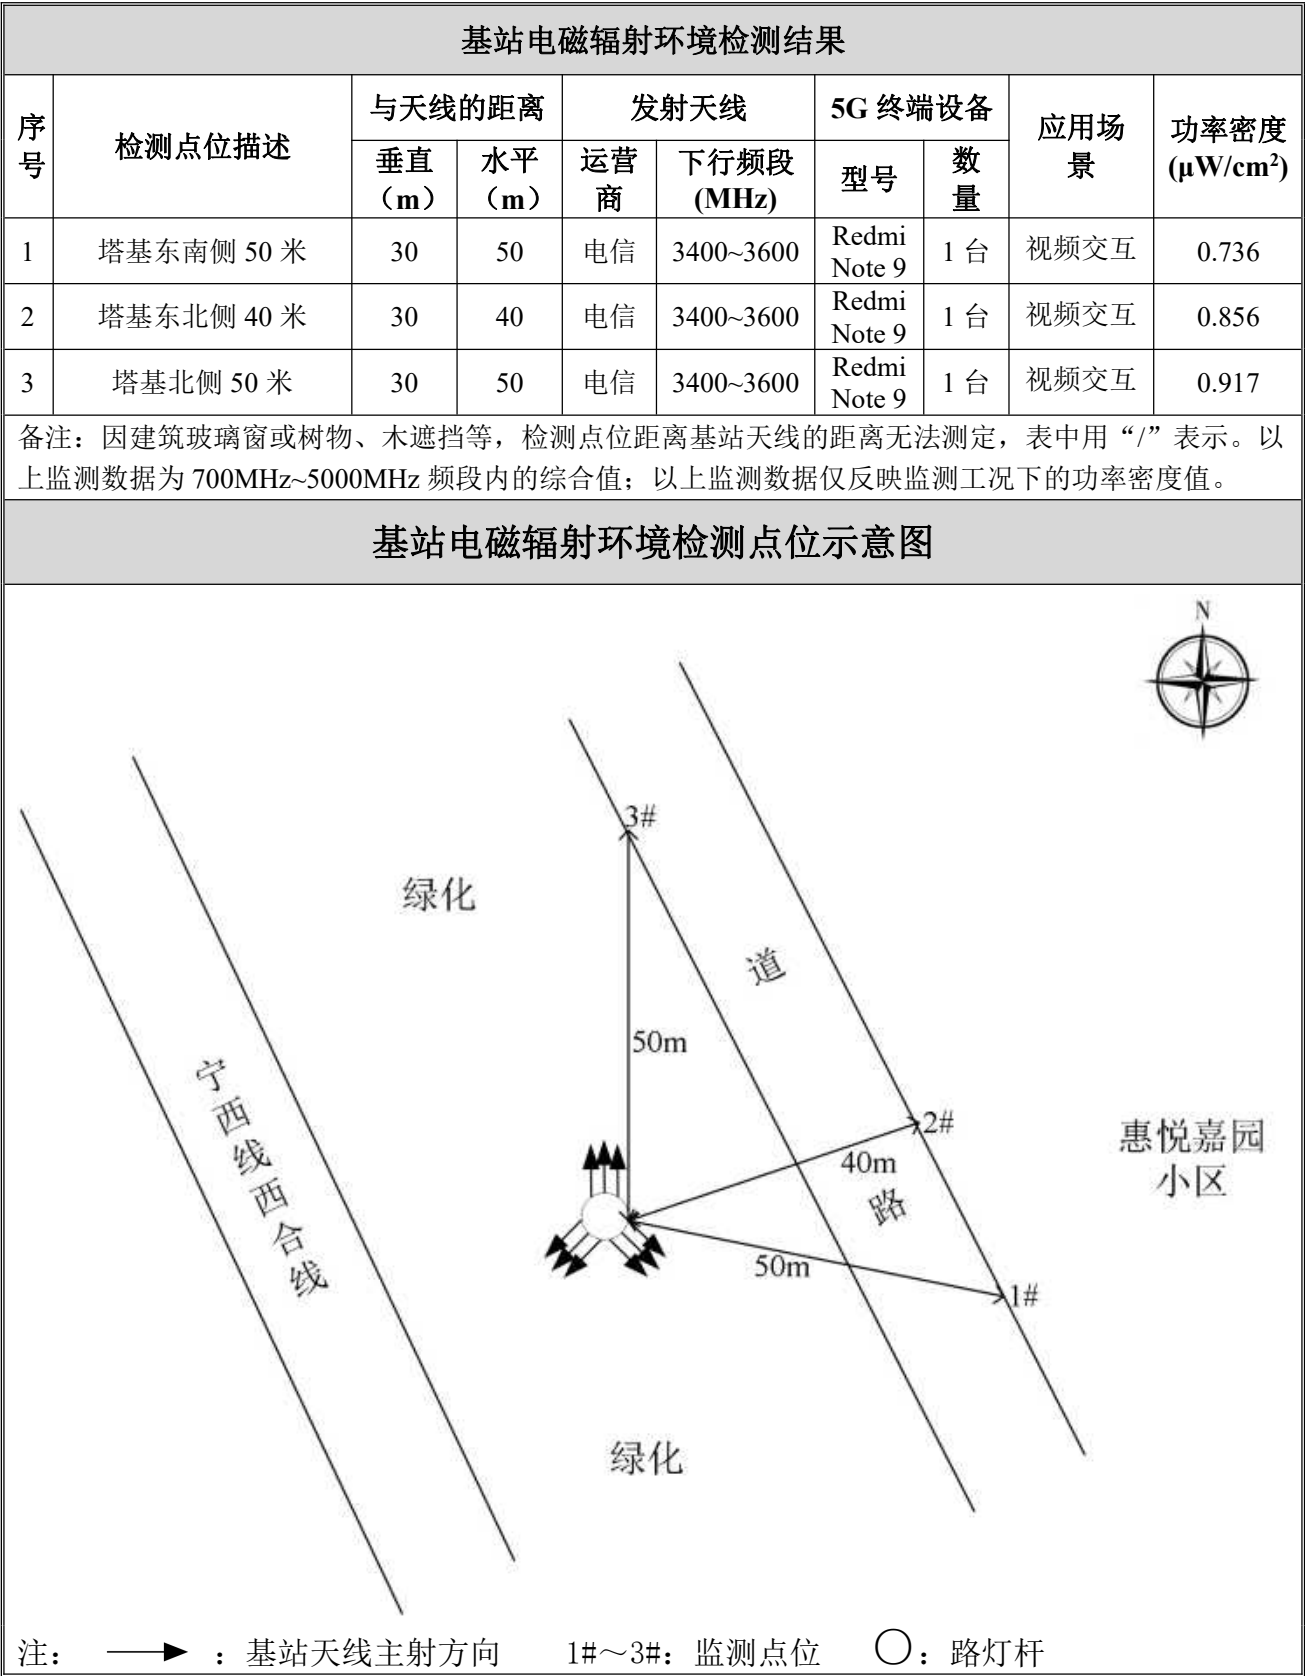 基站电磁辐射环境检测结果
序号 检测点位描述 与天线的距离 发射天线 5G 终端设备 应用场景 功率密度(μW/cm²)
垂直（m） 水平（m） 运营商 下行频段(MHz) 型号 数量
1 塔基东南侧 50 米 30 50 电信 3400~3600 Redmi Note 9 1 台 视频交互 0.736
2 塔基东北侧 40 米 30 40 电信 3400~3600 Redmi Note 9 1 台 视频交互 0.856
3 塔基北侧 50 米 30 50 电信 3400~3600 Redmi Note 9 1 台 视频交互 0.917
备注：因建筑玻璃窗或树物、木遮挡等，检测点位距离基站天线的距离无法测定，表中用“/”表示。以
上监测数据为 700MHz~5000MHz 频段内的综合值；以上监测数据仅反映监测工况下的功率密度值。
基站电磁辐射环境检测点位示意图
N
3#
绿化
道
50m
宁西线西合线
2#
40m
惠悦嘉园
小区
路
50m
1#
绿化
注： ：基站天线主射方向 1#～3#：监测点位 ：路灯杆